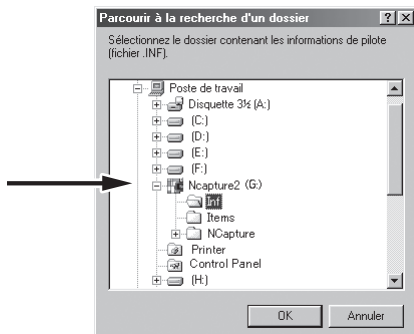 Parcourir à la recherche d'un dossier
Sélectionnez le dossier contenant les informations de pilote
(fichier .INF).
Poste de travail
Disquette 3½ (A:)
(C:)
(D:)
(E:)
(F:)
Ncapture2 (G:)
Inf
Items
NCapture
Printer
Control Panel
(H:)
OK Annuler